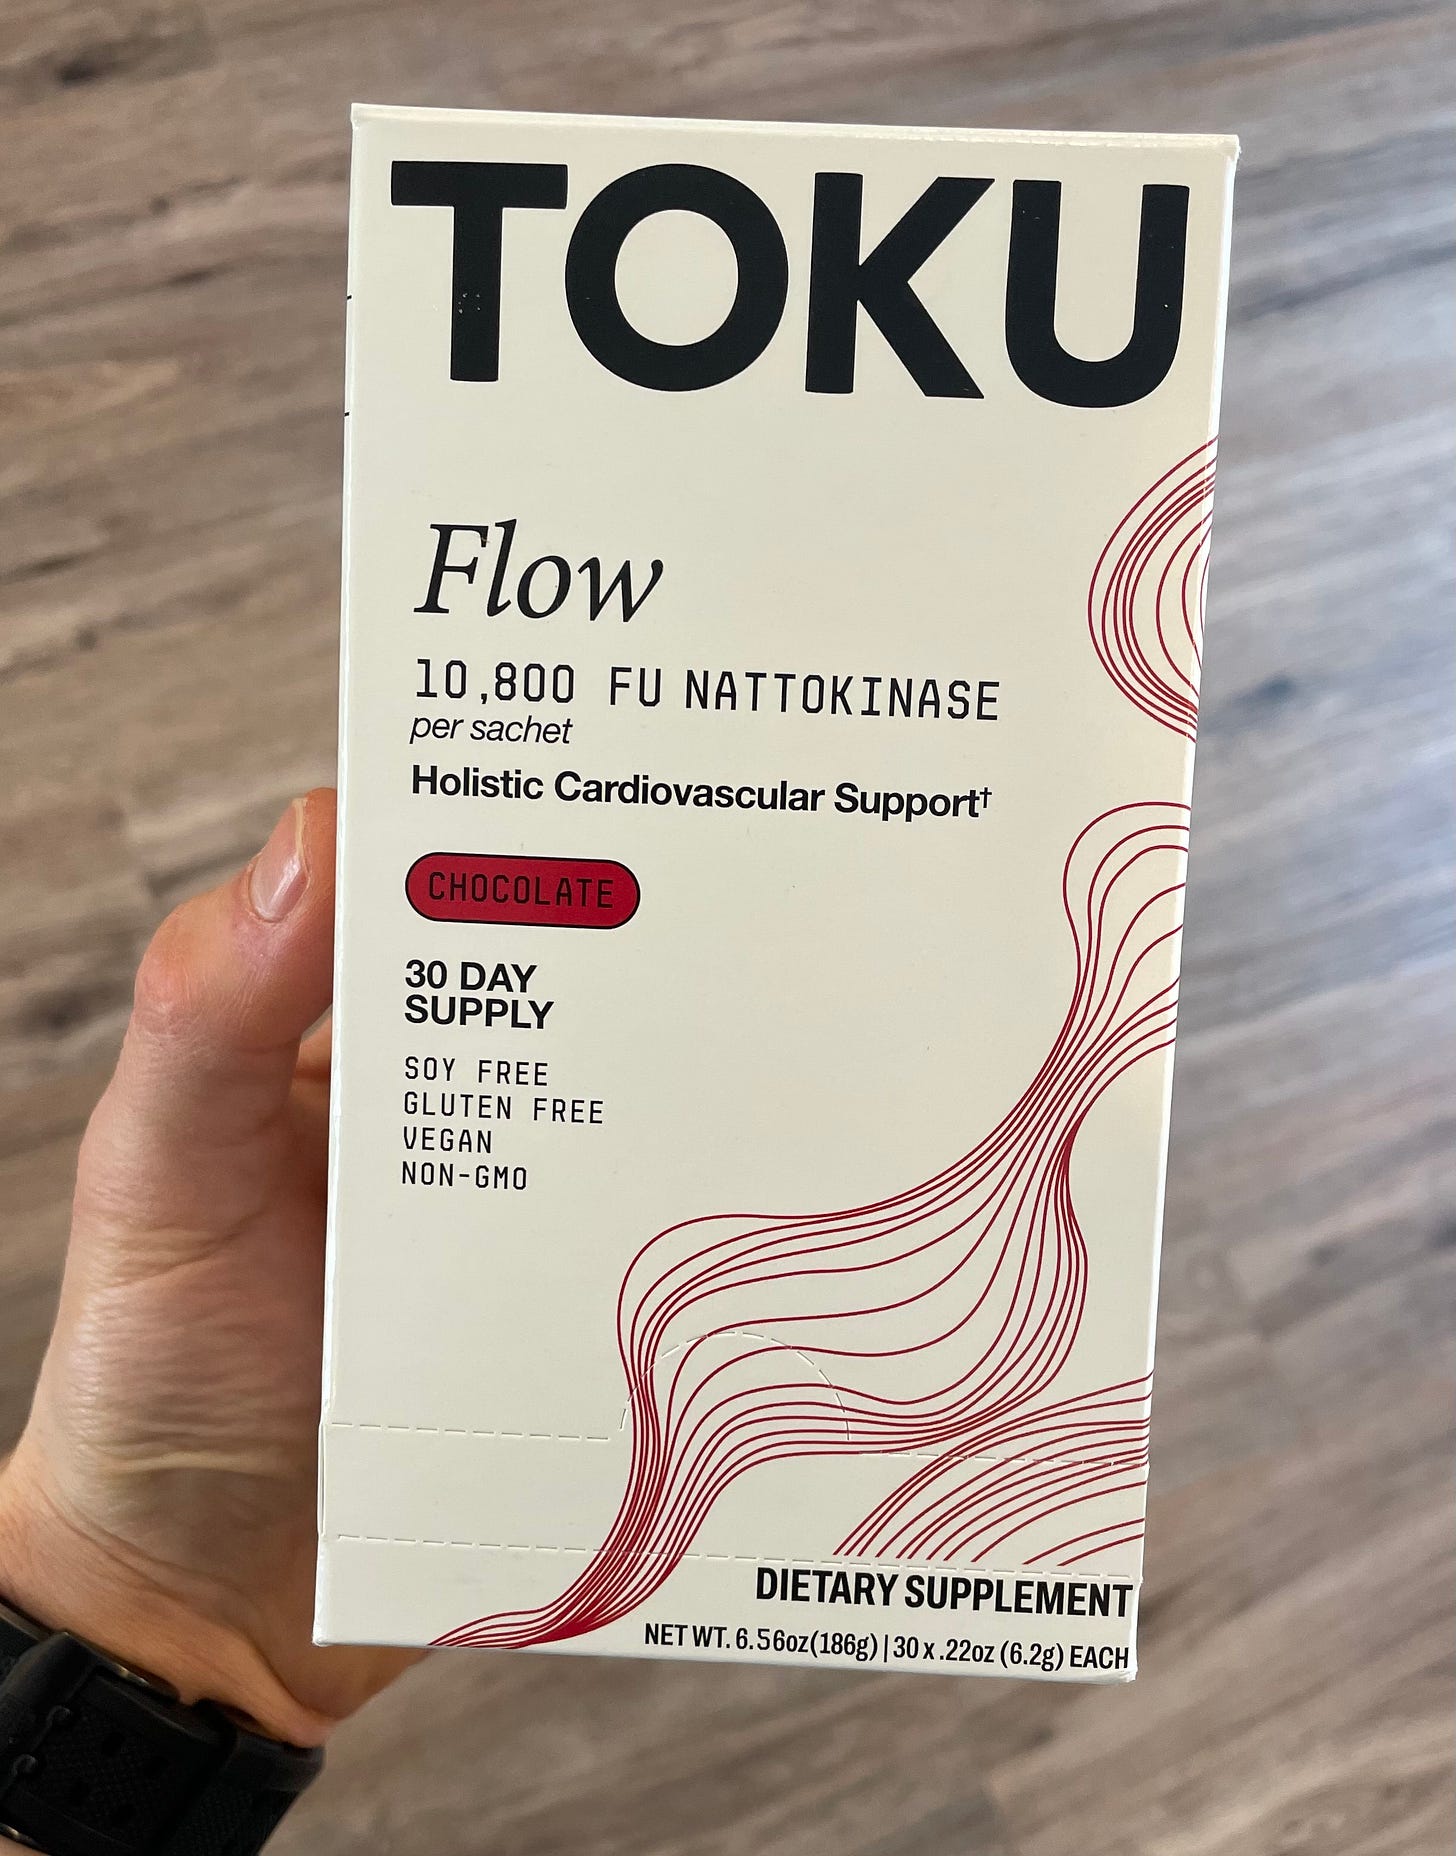 TOKU
Flow
10,800 FU NATTOKINASE
per sachet
Holistic Cardiovascular Support†
CHOCOLATE
30 DAY
SUPPLY
SOY FREE
GLUTEN FREE
VEGAN
NON-GMO
DIETARY SUPPLEMENT
NET WT. 6.56oz(186g) | 30 x .22oz (6.2g) EACH